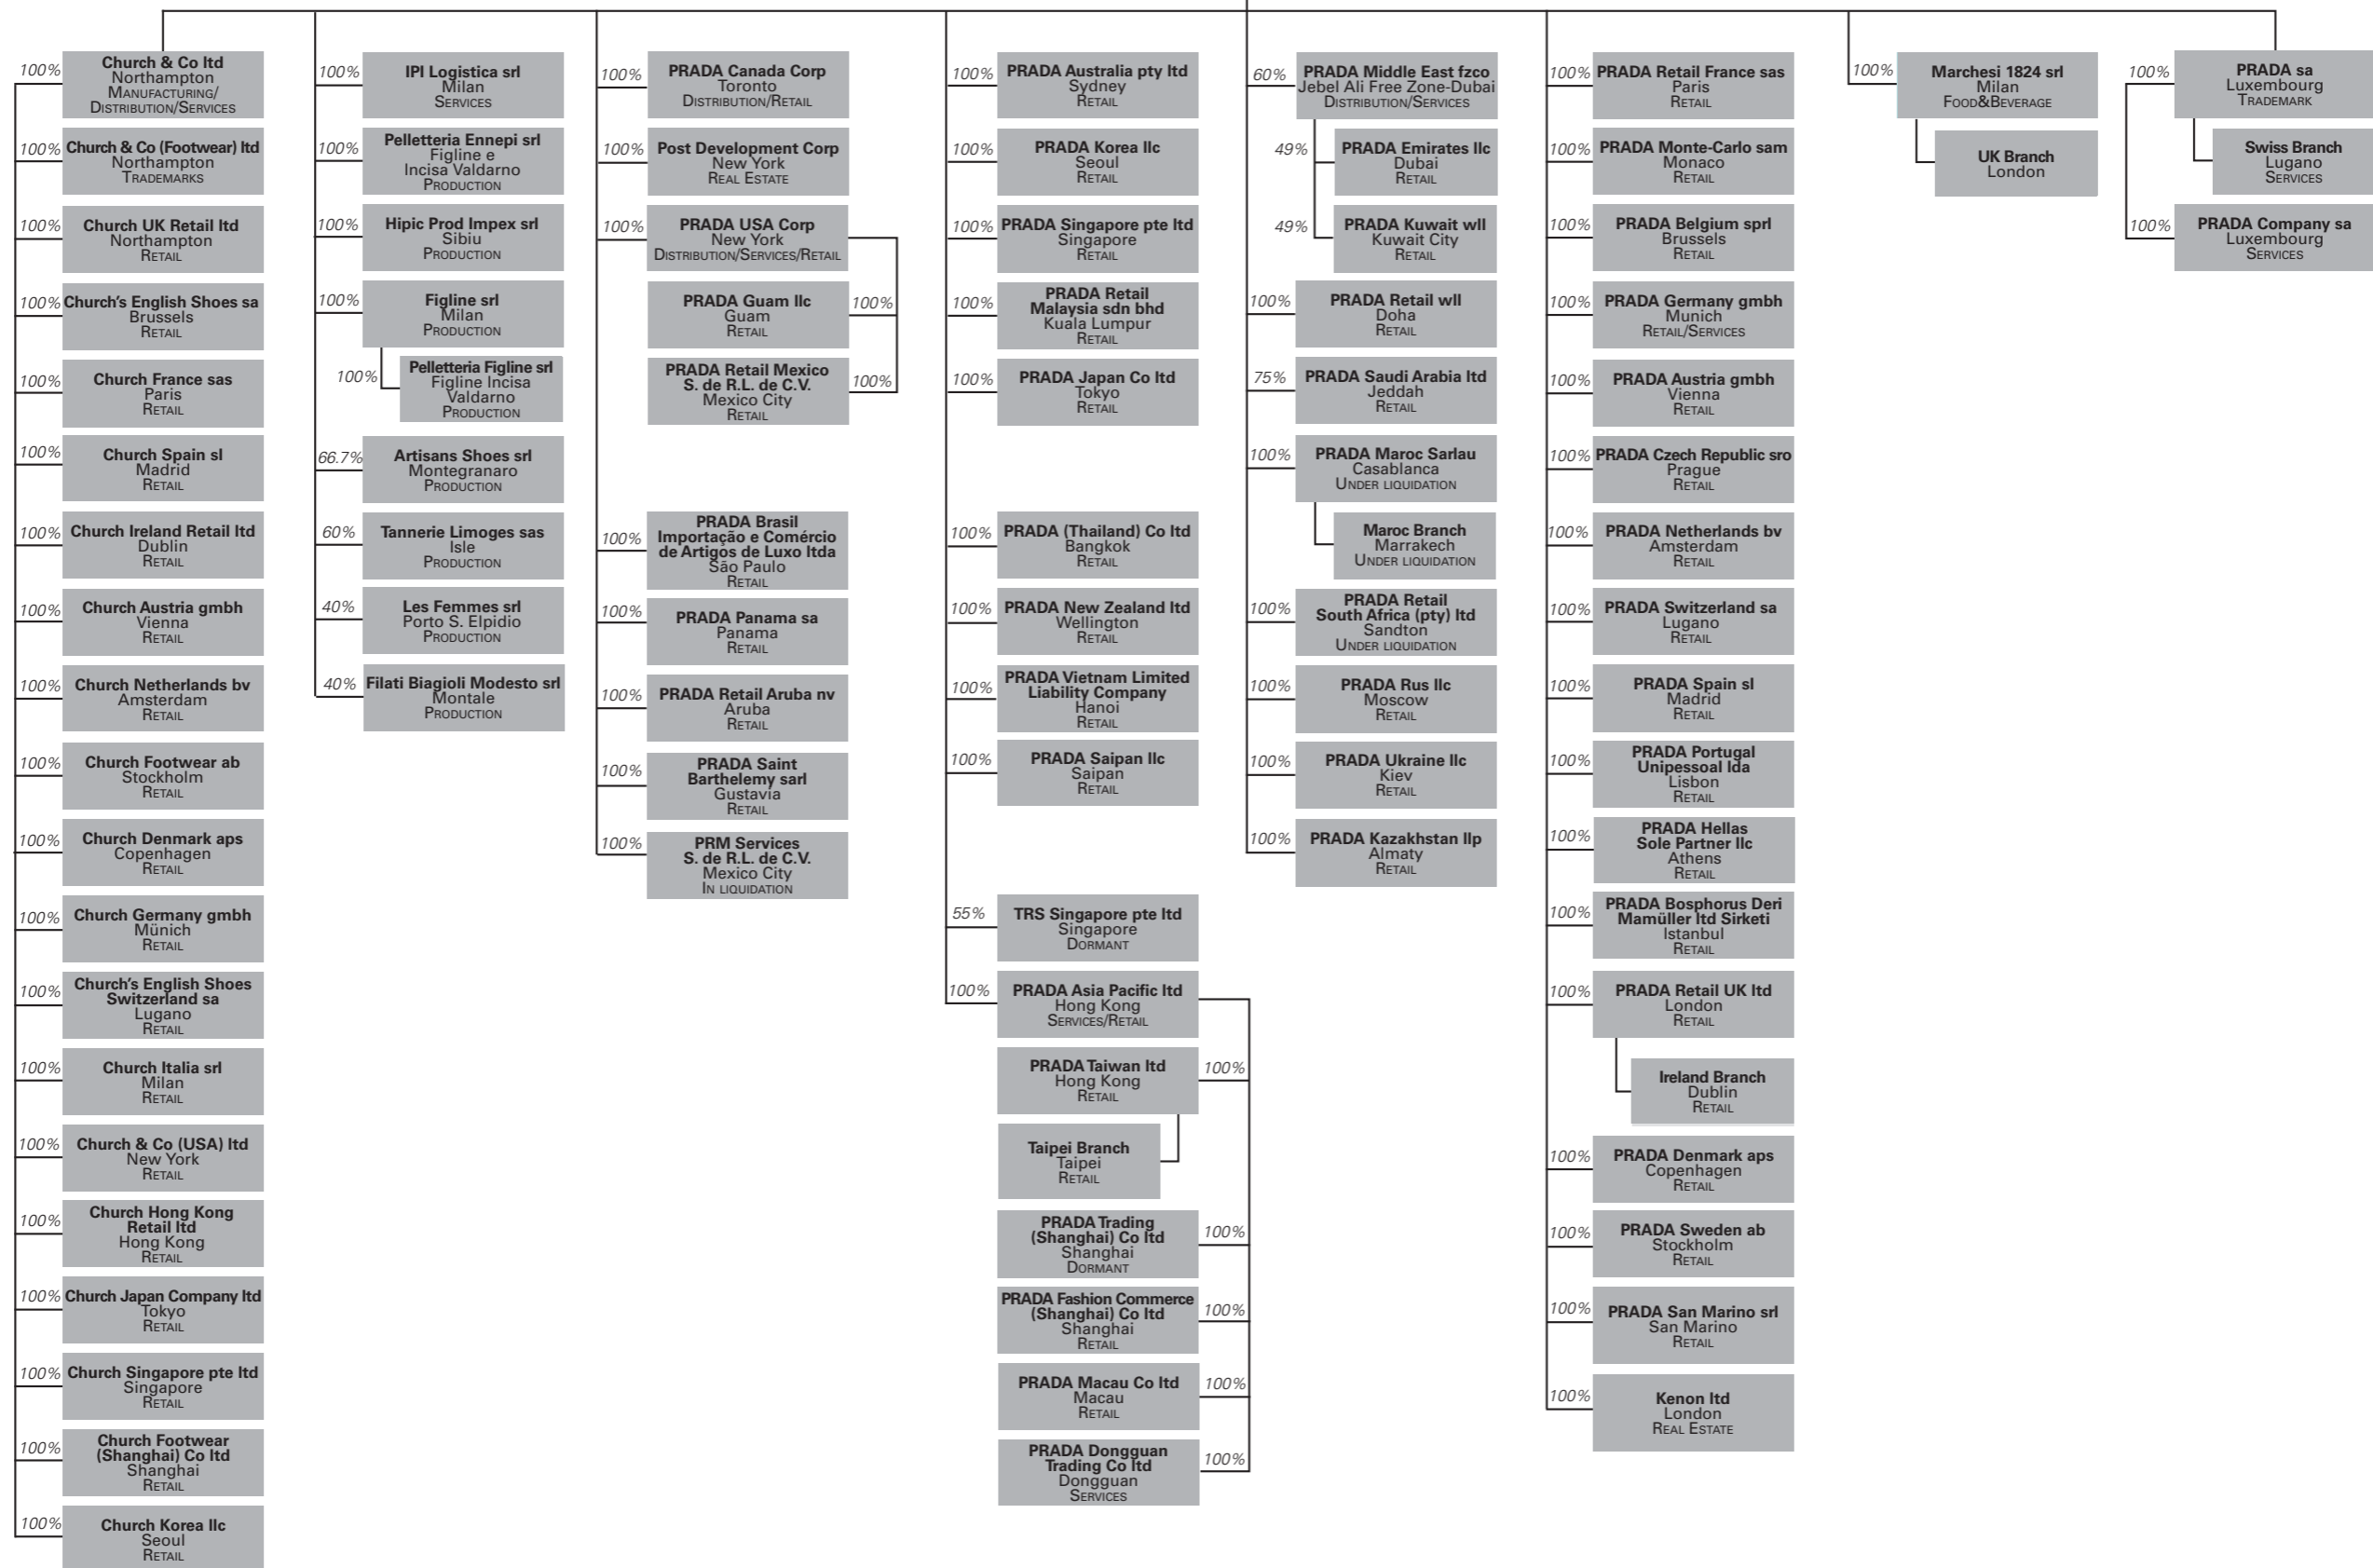 100%
Church & Co ltd
Northampton
MANUFACTURING/
DISTRIBUTION/SERVICES
100%
Church & Co (Footwear) ltd
Northampton
TRADEMARKS
100%
Church UK Retail ltd
Northampton
RETAIL
100%
Church's English Shoes sa
Brussels
RETAIL
100%
Church France sas
Paris
RETAIL
100%
Church Spain sl
Madrid
RETAIL
100%
Church Ireland Retail ltd
Dublin
RETAIL
100%
Church Austria gmbh
Vienna
RETAIL
100%
Church Netherlands bv
Amsterdam
RETAIL
100%
Church Footwear ab
Stockholm
RETAIL
100%
Church Denmark aps
Copenhagen
RETAIL
100%
Church Germany gmbh
Münich
RETAIL
100%
Church's English Shoes
Switzerland sa
Lugano
RETAIL
100%
Church Italia srl
Milan
RETAIL
100%
Church & Co (USA) ltd
New York
RETAIL
100%
Church Hong Kong
Retail ltd
Hong Kong
RETAIL
100%
Church Japan Company ltd
Tokyo
RETAIL
100%
Church Singapore pte ltd
Singapore
RETAIL
100%
Church Footwear
(Shanghai) Co ltd
Shanghai
RETAIL
100%
Church Korea llc
Seoul
RETAIL
100%
IPI Logistica srl
Milan
SERVICES
100%
Pelletteria Ennepi srl
Figline e
Incisa Valdarno
PRODUCTION
100%
Hipic Prod Impex srl
Sibiu
PRODUCTION
100%
Figline srl
Milan
PRODUCTION
100%
Pelletteria Figline srl
Figline Incisa
Valdarno
PRODUCTION
66.7%
Artisans Shoes srl
Montegranaro
PRODUCTION
60%
Tannerie Limoges sas
Isle
PRODUCTION
40%
Les Femmes srl
Porto S. Elpidio
PRODUCTION
40%
Filati Biagioli Modesto srl
Montale
PRODUCTION
100%
PRADA Canada Corp
Toronto
DISTRIBUTION/RETAIL
100%
Post Development Corp
New York
REAL ESTATE
100%
PRADA USA Corp
New York
DISTRIBUTION/SERVICES/RETAIL
PRADA Guam llc
Guam
RETAIL
100%
PRADA Retail Mexico
S. de R.L. de C.V.
Mexico City
RETAIL
100%
100%
PRADA Brasil
Importação e Comércio
de Artigos de Luxo ltda
São Paulo
RETAIL
100%
PRADA Panama sa
Panama
RETAIL
100%
PRADA Retail Aruba nv
Aruba
RETAIL
100%
PRADA Saint
Barthelemy sarl
Gustavia
RETAIL
100%
PRM Services
S. de R.L. de C.V.
Mexico City
IN LIQUIDATION
100%
PRADA Australia pty ltd
Sydney
RETAIL
100%
PRADA Korea llc
Seoul
RETAIL
100%
PRADA Singapore pte ltd
Singapore
RETAIL
100%
PRADA Retail
Malaysia sdn bhd
Kuala Lumpur
RETAIL
100%
PRADA Japan Co ltd
Tokyo
RETAIL
100%
PRADA (Thailand) Co ltd
Bangkok
RETAIL
100%
PRADA New Zealand ltd
Wellington
RETAIL
100%
PRADA Vietnam Limited
Liability Company
Hanoi
RETAIL
100%
PRADA Saipan llc
Saipan
RETAIL
55%
TRS Singapore pte ltd
Singapore
DORMANT
100%
PRADA Asia Pacific ltd
Hong Kong
SERVICES/RETAIL
PRADA Taiwan ltd
Hong Kong
RETAIL
100%
Taipei Branch
Taipei
RETAIL
PRADA Trading
(Shanghai) Co ltd
Shanghai
DORMANT
100%
PRADA Fashion Commerce
(Shanghai) Co ltd
Shanghai
RETAIL
100%
PRADA Macau Co ltd
Macau
RETAIL
100%
PRADA Dongguan
Trading Co ltd
Dongguan
SERVICES
100%
60%
PRADA Middle East fzco
Jebel Ali Free Zone-Dubai
DISTRIBUTION/SERVICES
49%
PRADA Emirates llc
Dubai
RETAIL
49%
PRADA Kuwait wll
Kuwait City
RETAIL
100%
PRADA Retail wll
Doha
RETAIL
75%
PRADA Saudi Arabia ltd
Jeddah
RETAIL
100%
PRADA Maroc Sarlau
Casablanca
UNDER LIQUIDATION
Maroc Branch
Marrakech
UNDER LIQUIDATION
100%
PRADA Retail
South Africa (pty) ltd
Sandton
UNDER LIQUIDATION
100%
PRADA Rus llc
Moscow
RETAIL
100%
PRADA Ukraine llc
Kiev
RETAIL
100%
PRADA Kazakhstan llp
Almaty
RETAIL
100%
PRADA Retail France sas
Paris
RETAIL
100%
PRADA Monte-Carlo sam
Monaco
RETAIL
100%
PRADA Belgium sprl
Brussels
RETAIL
100%
PRADA Germany gmbh
Munich
RETAIL/SERVICES
100%
PRADA Austria gmbh
Vienna
RETAIL
100%
PRADA Czech Republic sro
Prague
RETAIL
100%
PRADA Netherlands bv
Amsterdam
RETAIL
100%
PRADA Switzerland sa
Lugano
RETAIL
100%
PRADA Spain sl
Madrid
RETAIL
100%
PRADA Portugal
Unipessoal lda
Lisbon
RETAIL
100%
PRADA Hellas
Sole Partner llc
Athens
RETAIL
100%
PRADA Bosphorus Deri
Mamüller ltd Sirketi
Istanbul
RETAIL
100%
PRADA Retail UK ltd
London
RETAIL
Ireland Branch
Dublin
RETAIL
100%
PRADA Denmark aps
Copenhagen
RETAIL
100%
PRADA Sweden ab
Stockholm
RETAIL
100%
PRADA San Marino srl
San Marino
RETAIL
100%
Kenon ltd
London
REAL ESTATE
100%
Marchesi 1824 srl
Milan
FOOD&BEVERAGE
UK Branch
London
100%
PRADA sa
Luxembourg
TRADEMARK
Swiss Branch
Lugano
SERVICES
100%
PRADA Company sa
Luxembourg
SERVICES